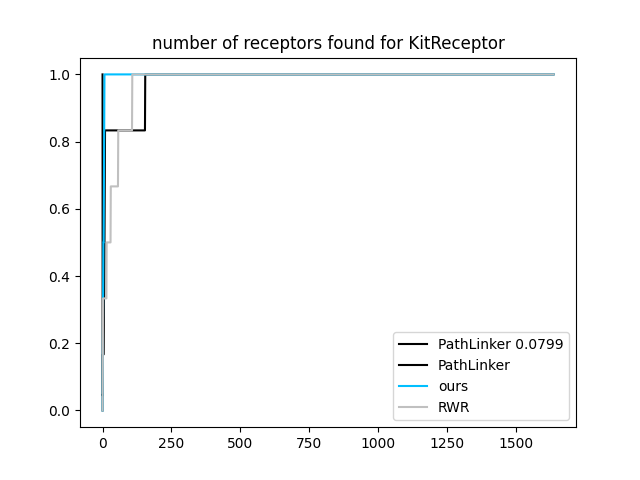 number of receptors found for KitReceptor
1.0
0.8
0.6
0.4
0.2
0.0
0 250 500 750 1000 1250 1500
PathLinker 0.0799
PathLinker
ours
RWR